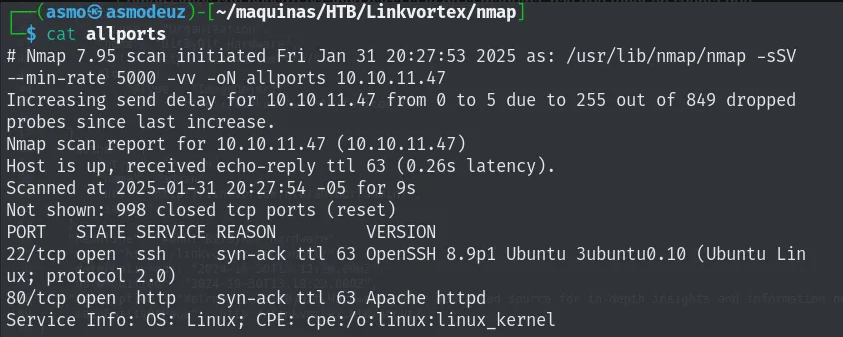 ┌──(asmo㉿asmodeuz)-[~/maquinas/HTB/Linkvortex/nmap]
└─$ cat allports
# Nmap 7.95 scan initiated Fri Jan 31 20:27:53 2025 as: /usr/lib/nmap/nmap -sSV
--min-rate 5000 -vv -oN allports 10.10.11.47
Increasing send delay for 10.10.11.47 from 0 to 5 due to 255 out of 849 dropped
probes since last increase.
Nmap scan report for 10.10.11.47 (10.10.11.47)
Host is up, received echo-reply ttl 63 (0.26s latency).
Scanned at 2025-01-31 20:27:54 -05 for 9s
Not shown: 998 closed tcp ports (reset)
PORT   STATE SERVICE REASON         VERSION
22/tcp open  ssh     syn-ack ttl 63 OpenSSH 8.9p1 Ubuntu 3ubuntu0.10 (Ubuntu Lin
ux; protocol 2.0)
80/tcp open  http    syn-ack ttl 63 Apache httpd
Service Info: OS: Linux; CPE: cpe:/o:linux:linux_kernel